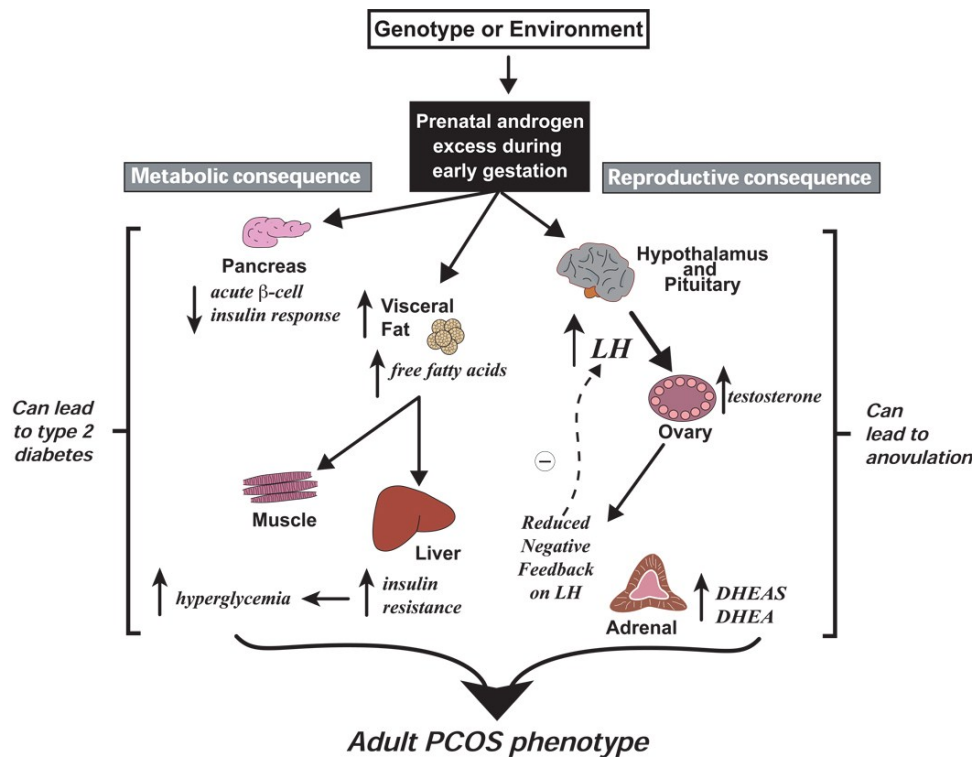 Genotype or Environment
Prenatal androgen
excess during
early gestation
Metabolic consequence
Reproductive consequence
Pancreas
acute β-cell
insulin response
Visceral
Fat
free fatty acids
Hypothalamus
and
Pituitary
LH
testosterone
Ovary
Can lead
to type 2
diabetes
Can
lead to
anovulation
Muscle
Liver
−
Reduced
Negative
Feedback
on LH
hyperglycemia
insulin
resistance
Adrenal
DHEAS
DHEA
Adult PCOS phenotype